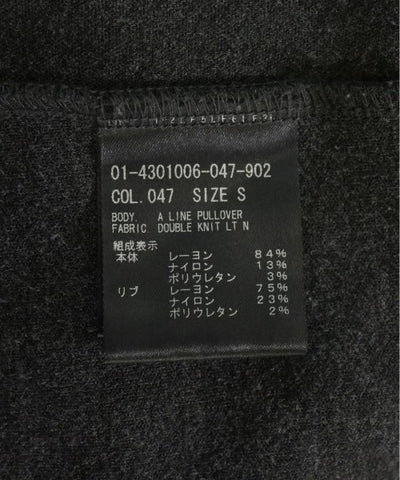 01-4301006-047-902
COL.047 SIZE S
BODY. A LINE PULLOVER
FABRIC DOUBLE KNIT LT N
組成表示
本体 レーヨン 84%
ナイロン 13%
ポリウレタン 3%
リブ レーヨン 75%
ナイロン 23%
ポリウレタン 2%